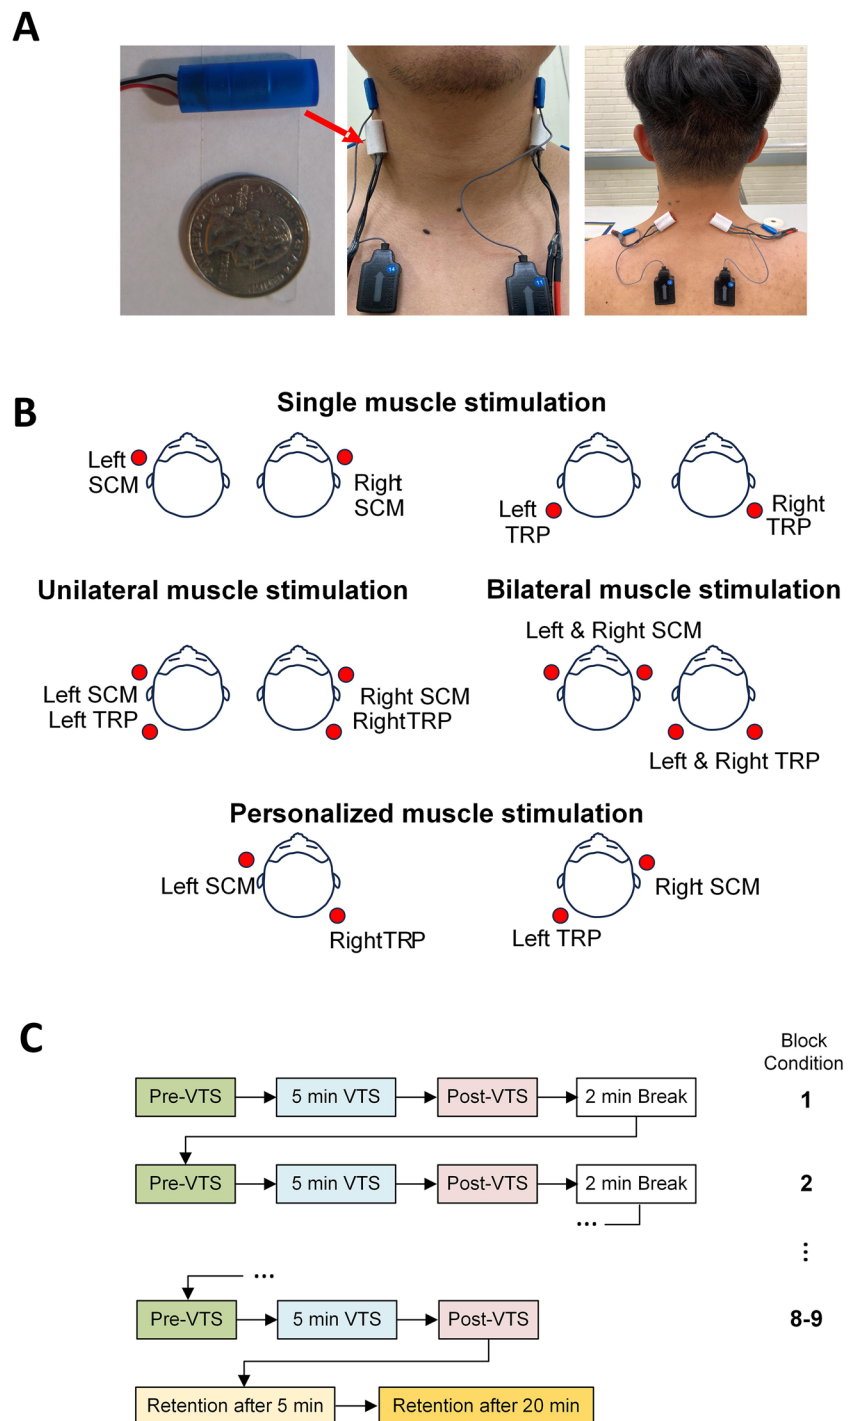 A
14
11
B
Single muscle stimulation
Left
SCM
Right
SCM
Left
TRP
Right
TRP
Unilateral muscle stimulation
Bilateral muscle stimulation
Left & Right SCM
Left SCM
Left TRP
Right SCM
RightTRP
Left & Right TRP
Personalized muscle stimulation
Left SCM
RightTRP
Right SCM
Left TRP
C
Block
Condition
Pre-VTS
5 min VTS
Post-VTS
2 min Break
1
Pre-VTS
5 min VTS
Post-VTS
2 min Break
2
...
⋮
...
Pre-VTS
5 min VTS
Post-VTS
8-9
Retention after 5 min
Retention after 20 min